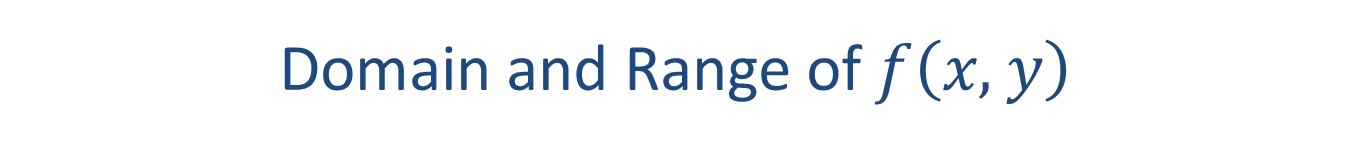 Domain and Range of 𝑓(𝑥, 𝑦)